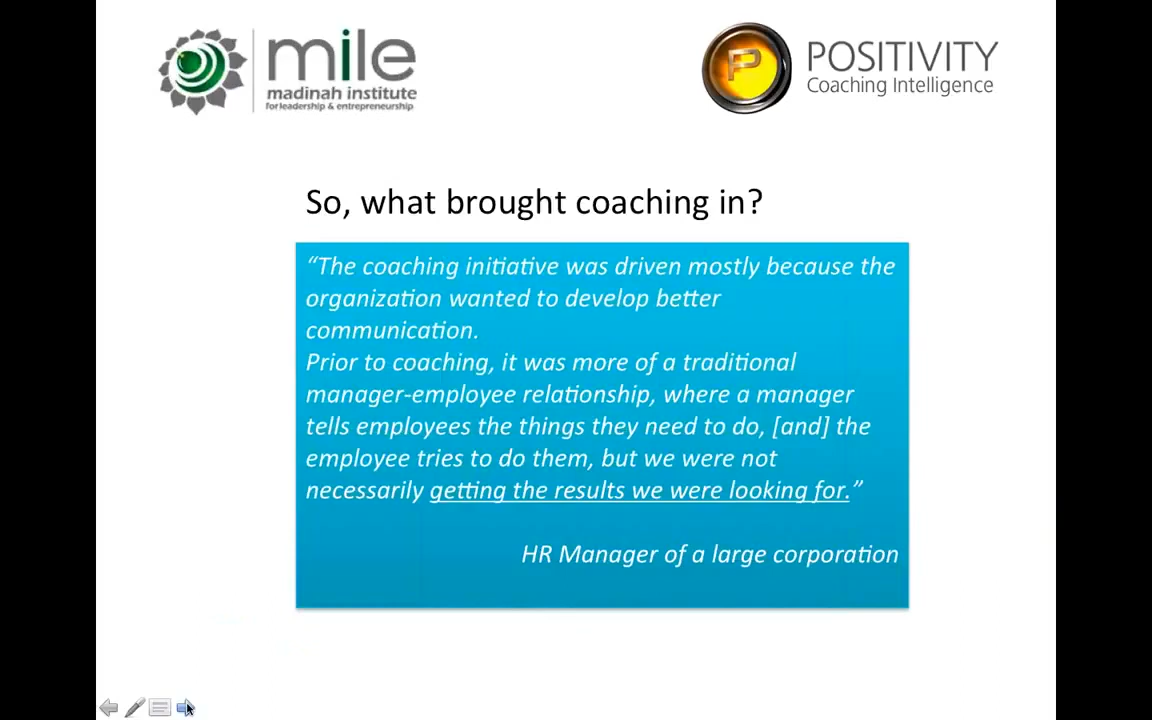 mile
madinah institute
for leadership & entrepreneurship
P
POSITIVITY
Coaching Intelligence
So, what brought coaching in?
“The coaching initiative was driven mostly because the
organization wanted to develop better
communication.
Prior to coaching, it was more of a traditional
manager-employee relationship, where a manager
tells employees the things they need to do, [and] the
employee tries to do them, but we were not
necessarily getting the results we were looking for.”
HR Manager of a large corporation